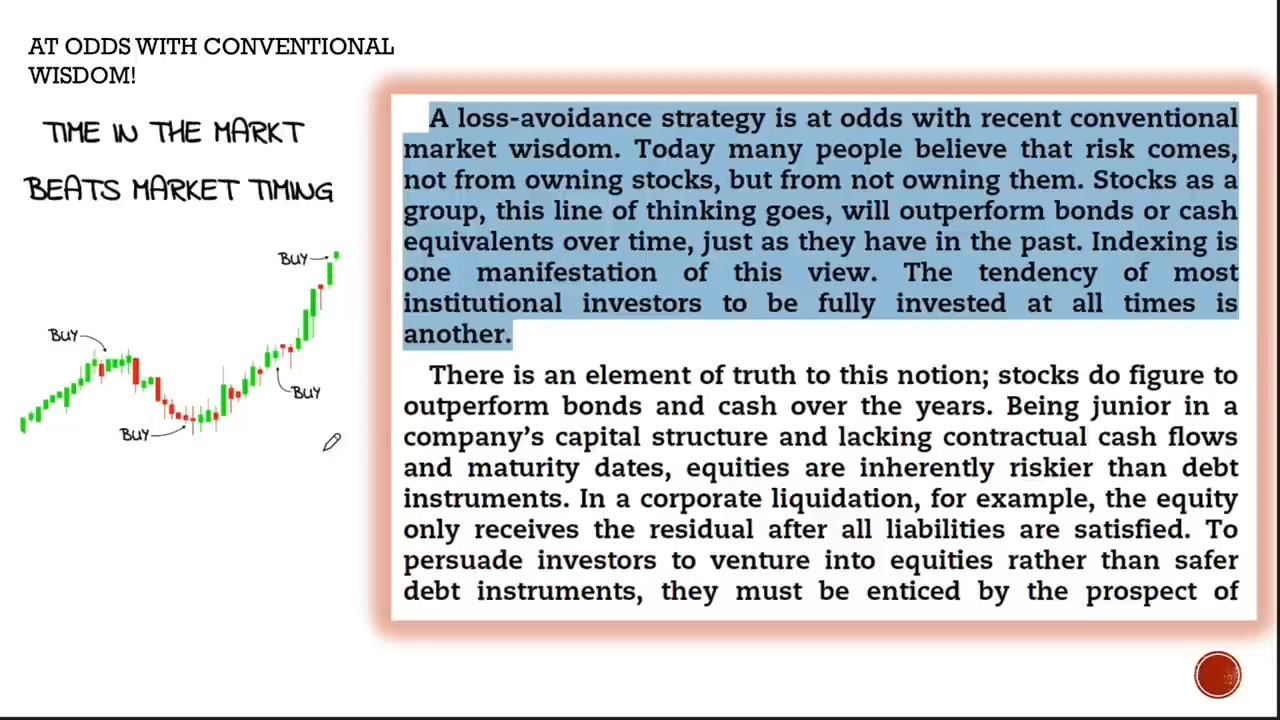 AT ODDS WITH CONVENTIONAL
WISDOM!
TIME IN THE MARKT
BEATS MARKET TIMING
BUY
BUY
BUY
BUY
A loss-avoidance strategy is at odds with recent conventional
market wisdom. Today many people believe that risk comes,
not from owning stocks, but from not owning them. Stocks as a
group, this line of thinking goes, will outperform bonds or cash
equivalents over time, just as they have in the past. Indexing is
one manifestation of this view. The tendency of most
institutional investors to be fully invested at all times is
another.
There is an element of truth to this notion; stocks do figure to
outperform bonds and cash over the years. Being junior in a
company's capital structure and lacking contractual cash flows
and maturity dates, equities are inherently riskier than debt
instruments. In a corporate liquidation, for example, the equity
only receives the residual after all liabilities are satisfied. To
persuade investors to venture into equities rather than safer
debt instruments, they must be enticed by the prospect of